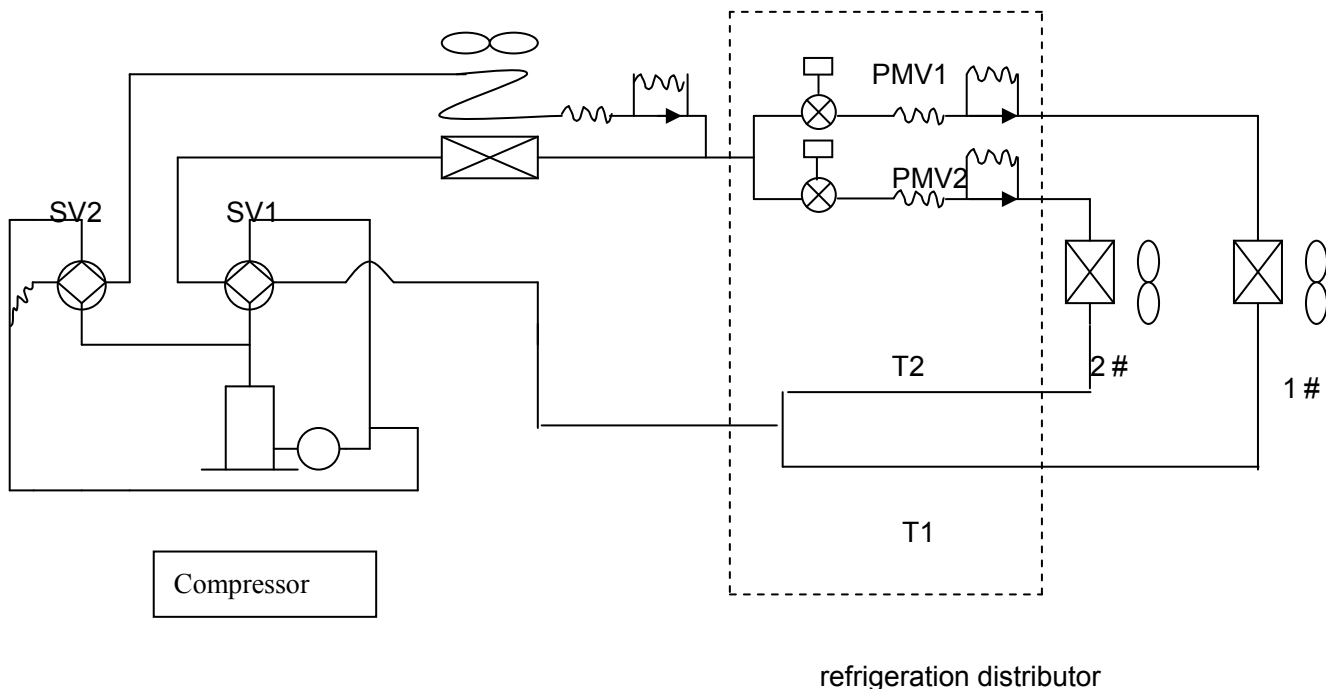 PMV1
PMV2
SV2
SV1
T2
2 #
1 #
T1
Compressor
refrigeration distributor